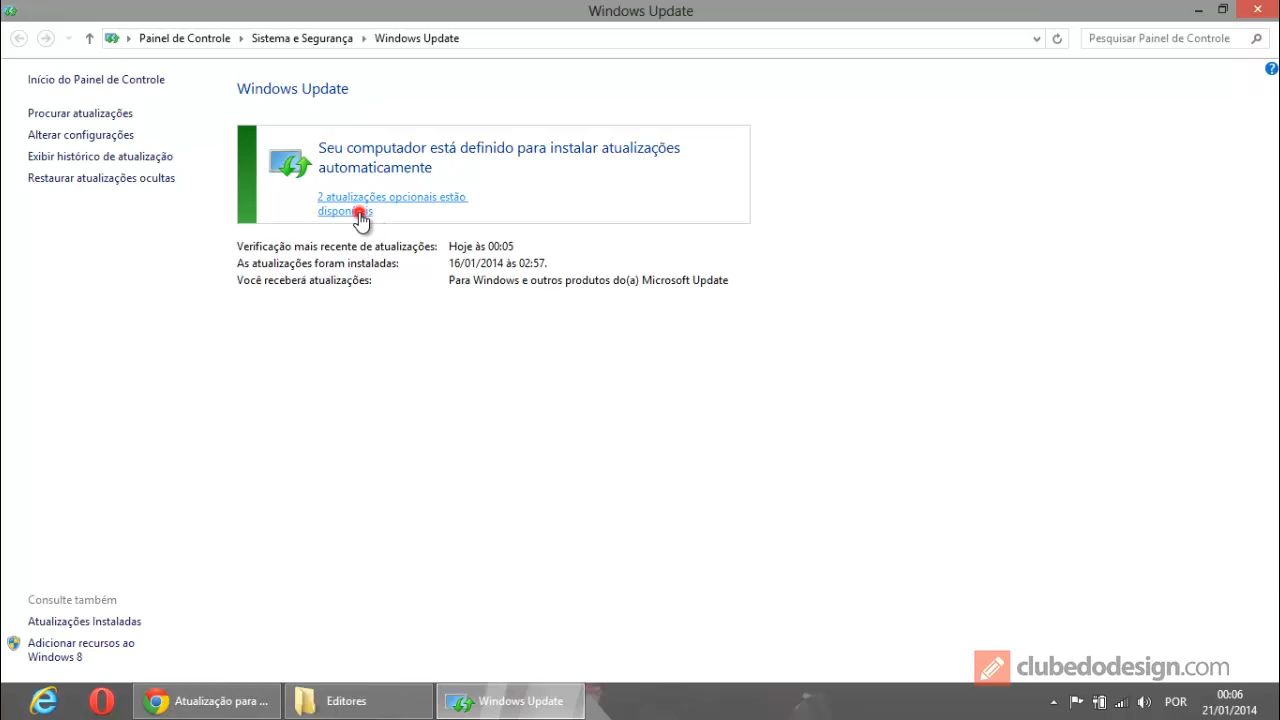 Windows Update
Painel de Controle
Sistema e Segurança
Windows Update
Pesquisar Painel de Controle
Início do Painel de Controle
Procurar atualizações
Alterar configurações
Exibir histórico de atualização
Restaurar atualizações ocultas
Windows Update
Seu computador está definido para instalar atualizações
automaticamente
2 atualizações opcionais estão
disponíveis
Verificação mais recente de atualizações: Hoje às 00:05
As atualizações foram instaladas: 16/01/2014 às 02:57.
Você receberá atualizações: Para Windows e outros produtos do(a) Microsoft Update
Consulte também
Atualizações Instaladas
Adicionar recursos ao
Windows 8
clubedodesign.com
Atualização para ...
Editores
Windows Update
POR
00:06
21/01/2014